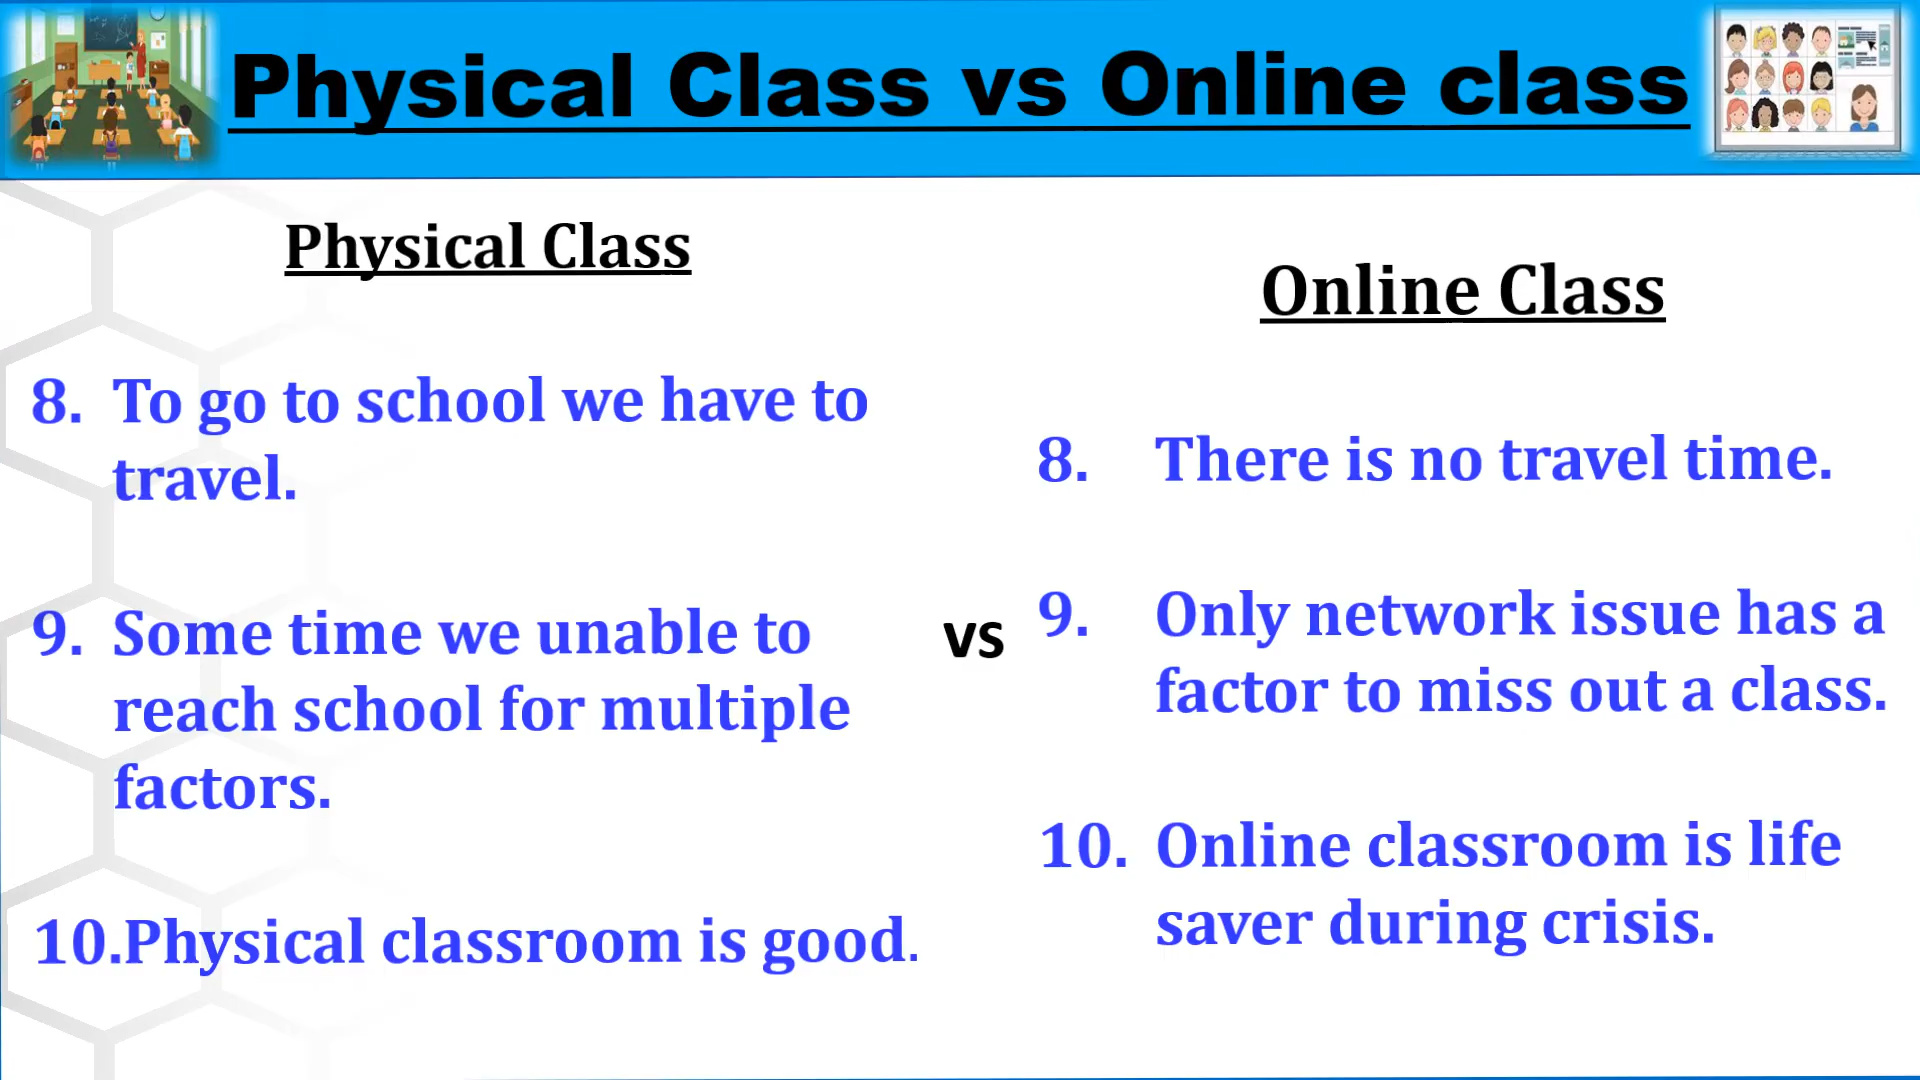 Physical Class vs Online class
Physical Class
8. To go to school we have to
travel.
9. Some time we unable to
reach school for multiple
factors.
10.Physical classroom is good.
vs
Online Class
8. There is no travel time.
9. Only network issue has a
factor to miss out a class.
10. Online classroom is life
saver during crisis.